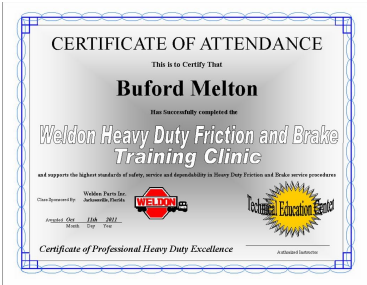 CERTIFICATE OF ATTENDANCE
This is to Certify That
Buford Melton
Has Successfully completed the
Weldon Heavy Duty Friction and Brake
Training Clinic
and supports the highest standards of safety, service and dependability in Heavy Duty Friction and Brake service procedures
Class Sponsored By: Weldon Parts Inc.
Jacksonville, Florida
WELDON
Technical Education Center
Awarded Oct 11th 2011
Month Day Year
Certificate of Professional Heavy Duty Excellence
Authorized Instructor